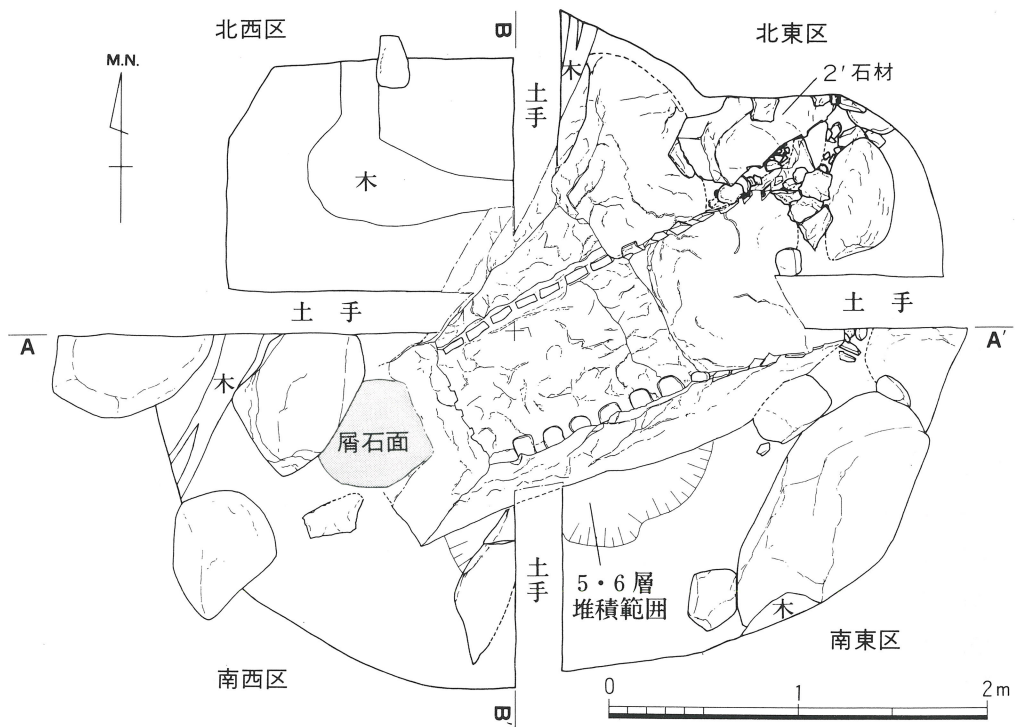 北西区
B
北東区
M.N.
木
土手
2'石材
木
土手
土手
A
A'
木
屑石面
土手
5・6層
堆積範囲
木
南東区
南西区
B'
0
1
2m